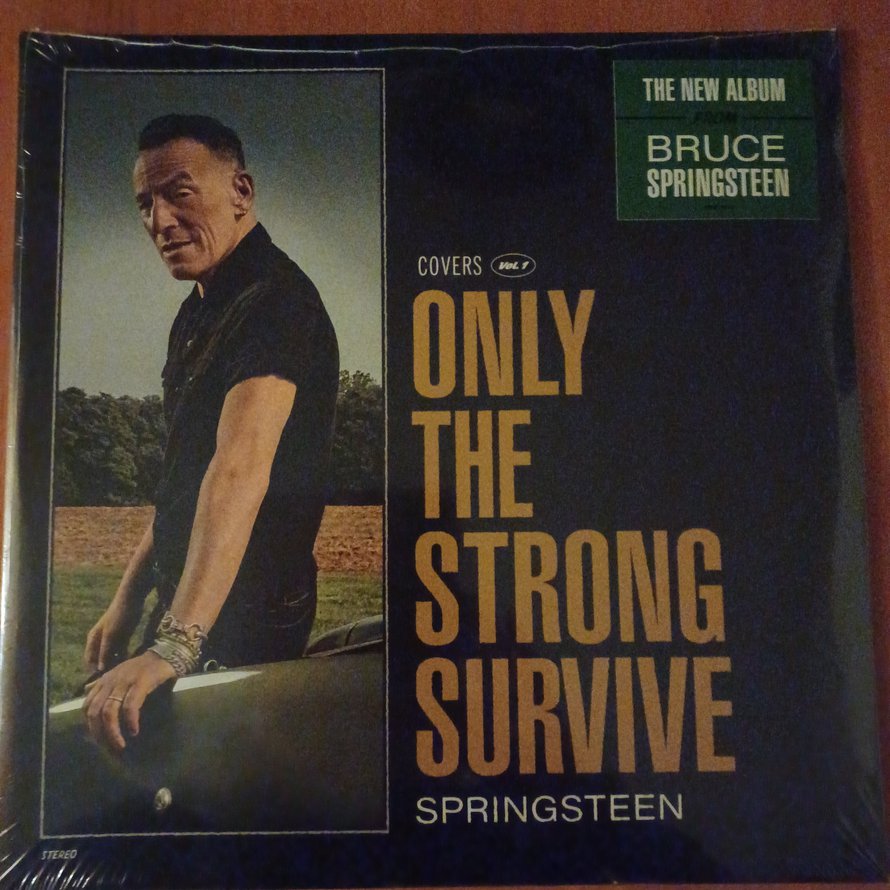 THE NEW ALBUM
FROM
BRUCE
SPRINGSTEEN
COVERS Vol. 1
ONLY
THE
STRONG
SURVIVE
SPRINGSTEEN
STEREO